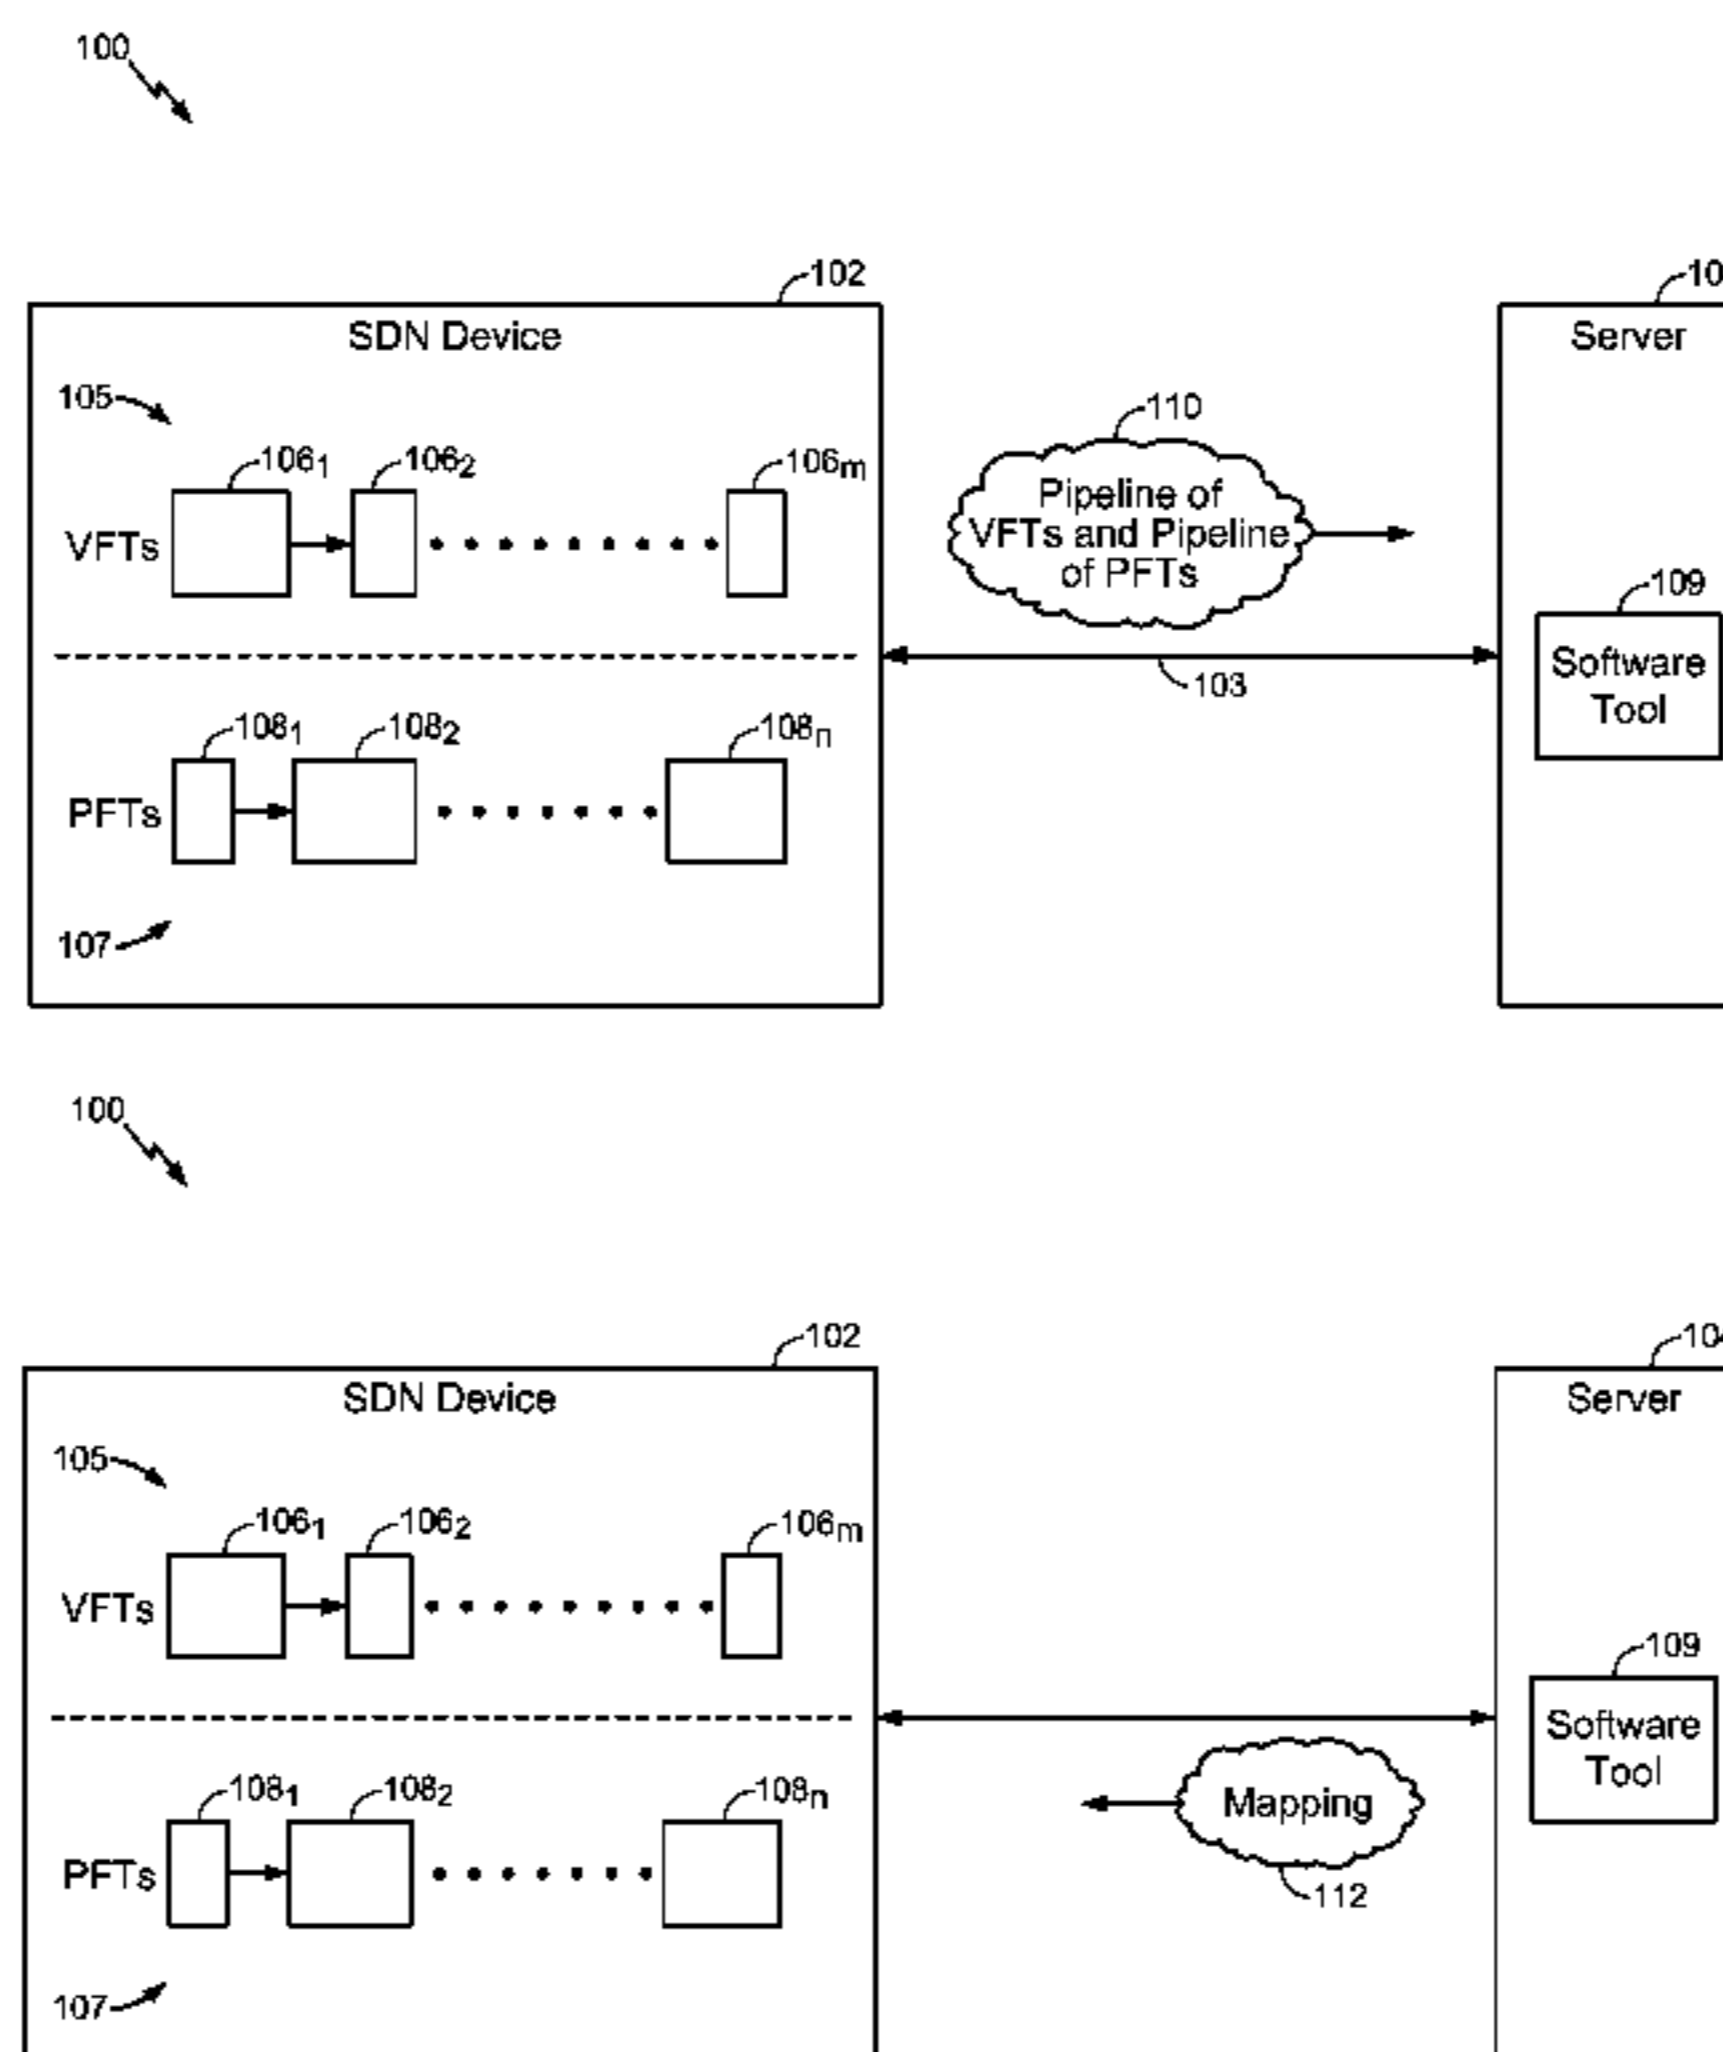 100
102
SDN Device
105
106₁
106₂
106ₘ
VFTs
108₁
108₂
108ₙ
PFTs
107
110
Pipeline of
VFTs and Pipeline
of PFTs
103
Server
109
Software
Tool
100
102
SDN Device
105
106₁
106₂
106ₘ
VFTs
108₁
108₂
108ₙ
PFTs
107
Mapping
112
Server
109
Software
Tool